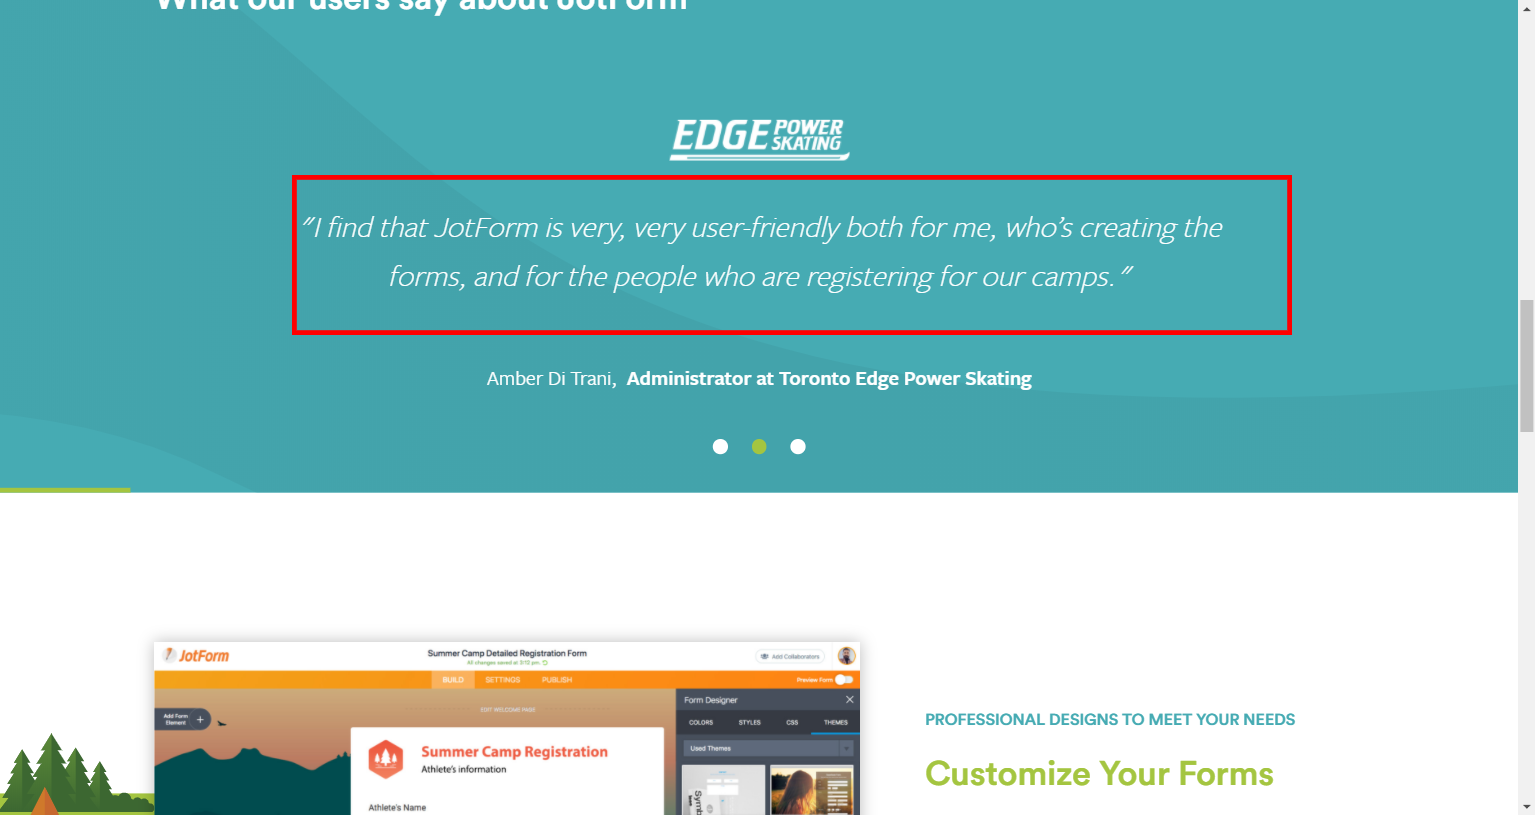 What our users say about JotForm
EDGE POWER SKATING
"I find that JotForm is very, very user-friendly both for me, who's creating the
forms, and for the people who are registering for our camps."
Amber Di Trani, Administrator at Toronto Edge Power Skating
JotForm
Summer Camp Detailed Registration Form
All changes saved at 3:12 pm.
Add Collaborators
BUILD SETTINGS PUBLISH
Preview Form
Add Form
Element
EDIT WELCOME PAGE
Form Designer
COLORS STYLES CSS THEMES
Used Themes
Summer Camp Registration
Athlete's information
Athlete's Name
PROFESSIONAL DESIGNS TO MEET YOUR NEEDS
Customize Your Forms